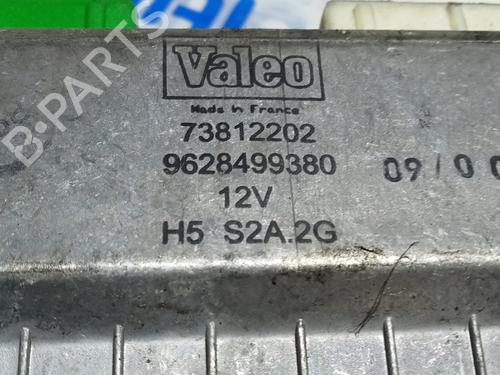 Valeo
Made in France
73812202
9628499380
09/00
12V
H5 S2A.2G
B-PARTS